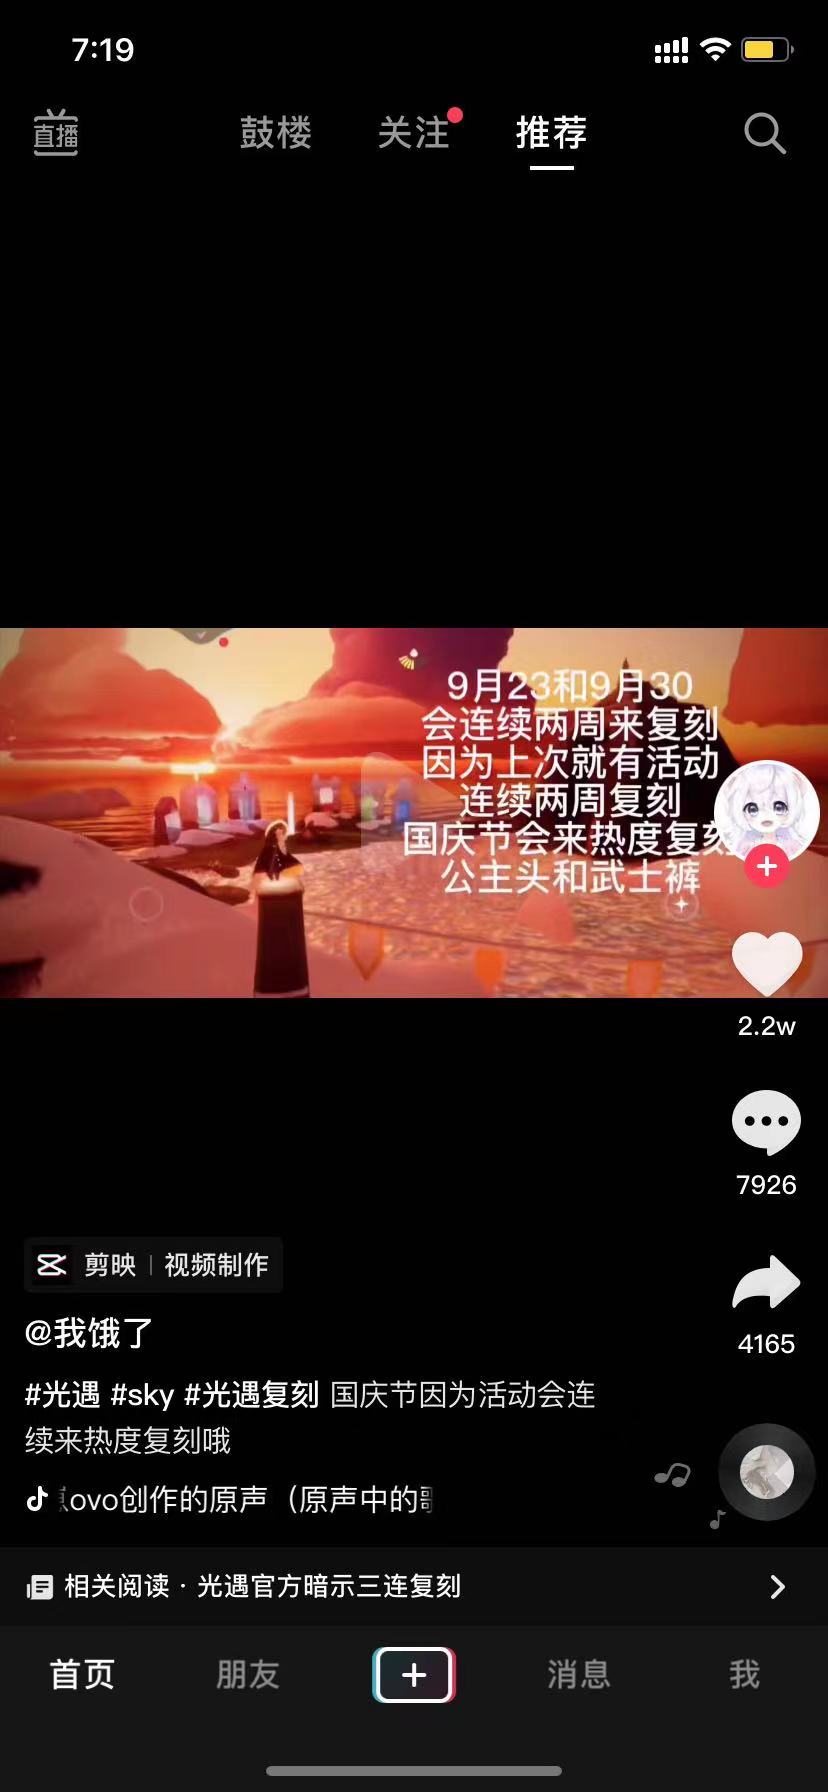 7:19
直播
鼓楼
关注
推荐
9月23和9月30
会连续两周来复刻
因为上次就有活动
连续两周复刻
国庆节会来热度复刻
公主头和武士裤
2.2w
7926
4165
剪映 | 视频制作
@我饿了
#光遇 #sky #光遇复刻 国庆节因为活动会连
续来热度复刻哦
ovo创作的原声（原声中的
相关阅读 · 光遇官方暗示三连复刻
首页
朋友
消息
我